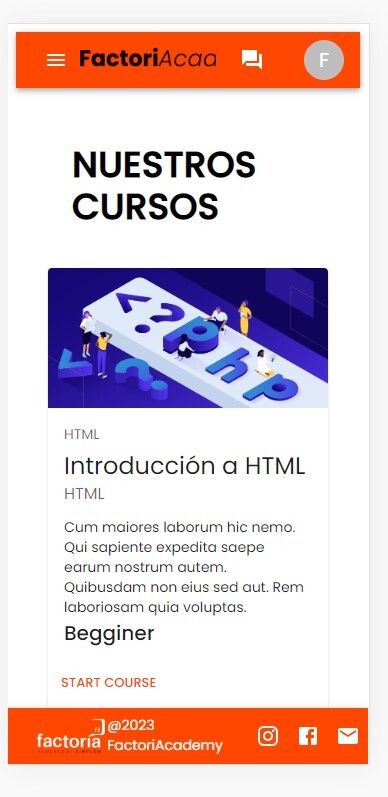 FactoriAcaa
F
NUESTROS
CURSOS
<?
php
<?
HTML
Introducción a HTML
HTML
Cum maiores laborum hic nemo.
Qui sapiente expedita saepe
earum nostrum autem.
Quibusdam non eius sed aut. Rem
laboriosam quia voluptas.
Begginer
START COURSE
factoría
@2023
FactoriAcademy